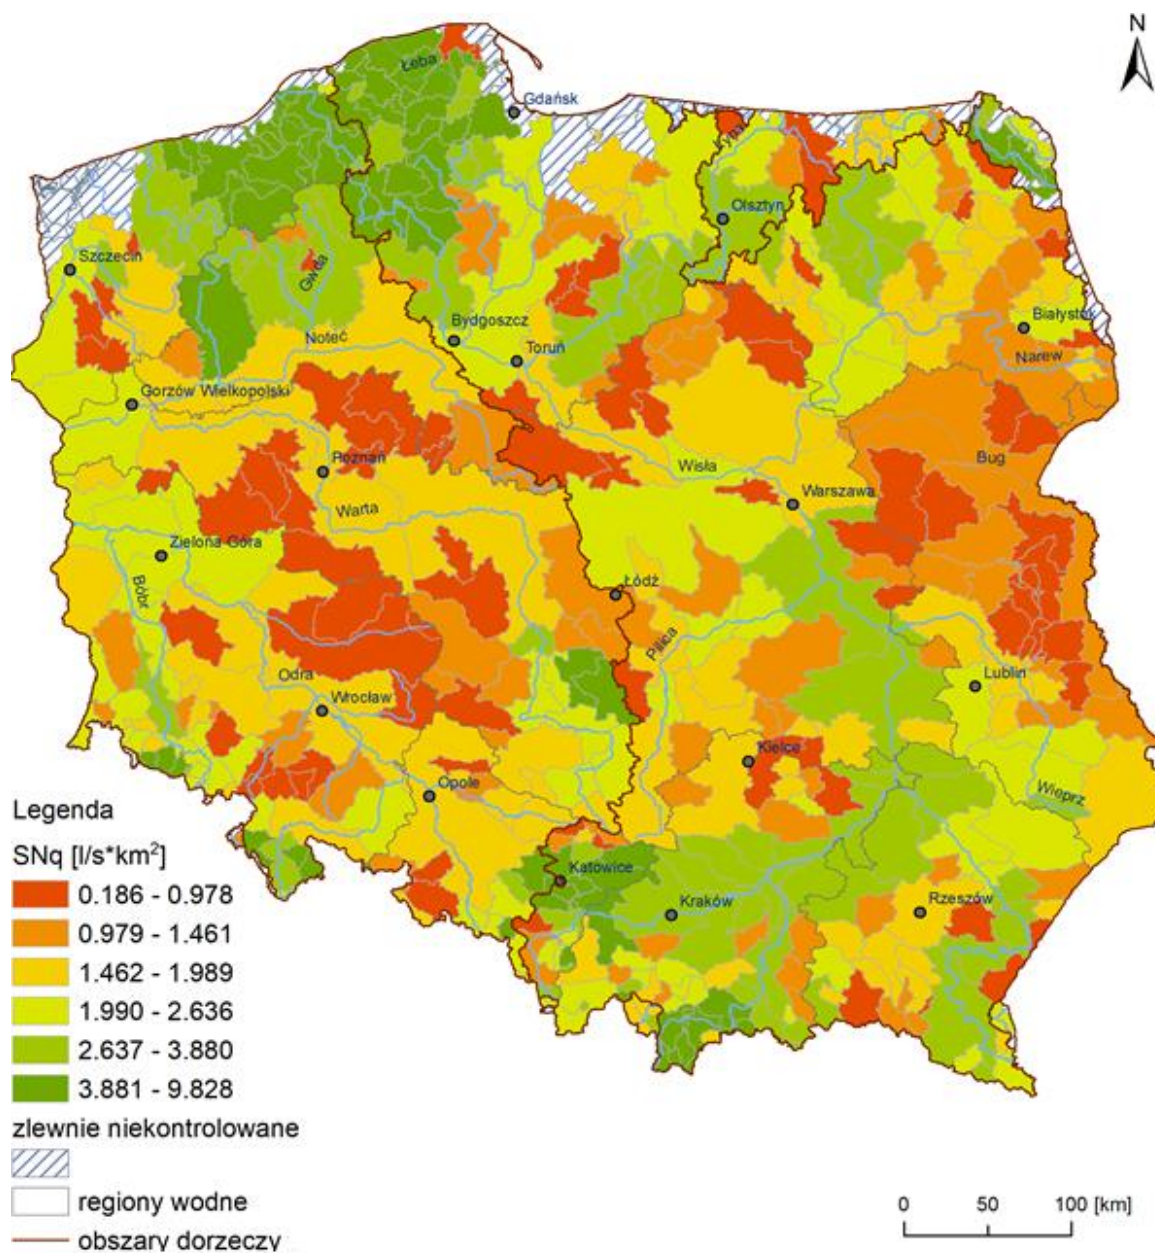 N
Łeba
Gdańsk
Łyna
Olsztyn
Szczecin
Gwda
Bydgoszcz
Białystok
Noteć
Toruń
Narew
Gorzów Wielkopolski
Poznań
Wisła
Bug
Warszawa
Warta
Zielona Góra
Bóbr
Łódź
Pilica
Odra
Lublin
Wrocław
Kielce
Opole
Wieprz
Legenda
SNq [l/s*km²]
0.186 - 0.978
0.979 - 1.461
1.462 - 1.989
1.990 - 2.636
2.637 - 3.880
3.881 - 9.828
Katowice
Kraków
Rzeszów
zlewnie niekontrolowane
regiony wodne
obszary dorzeczy
0 50 100 [km]